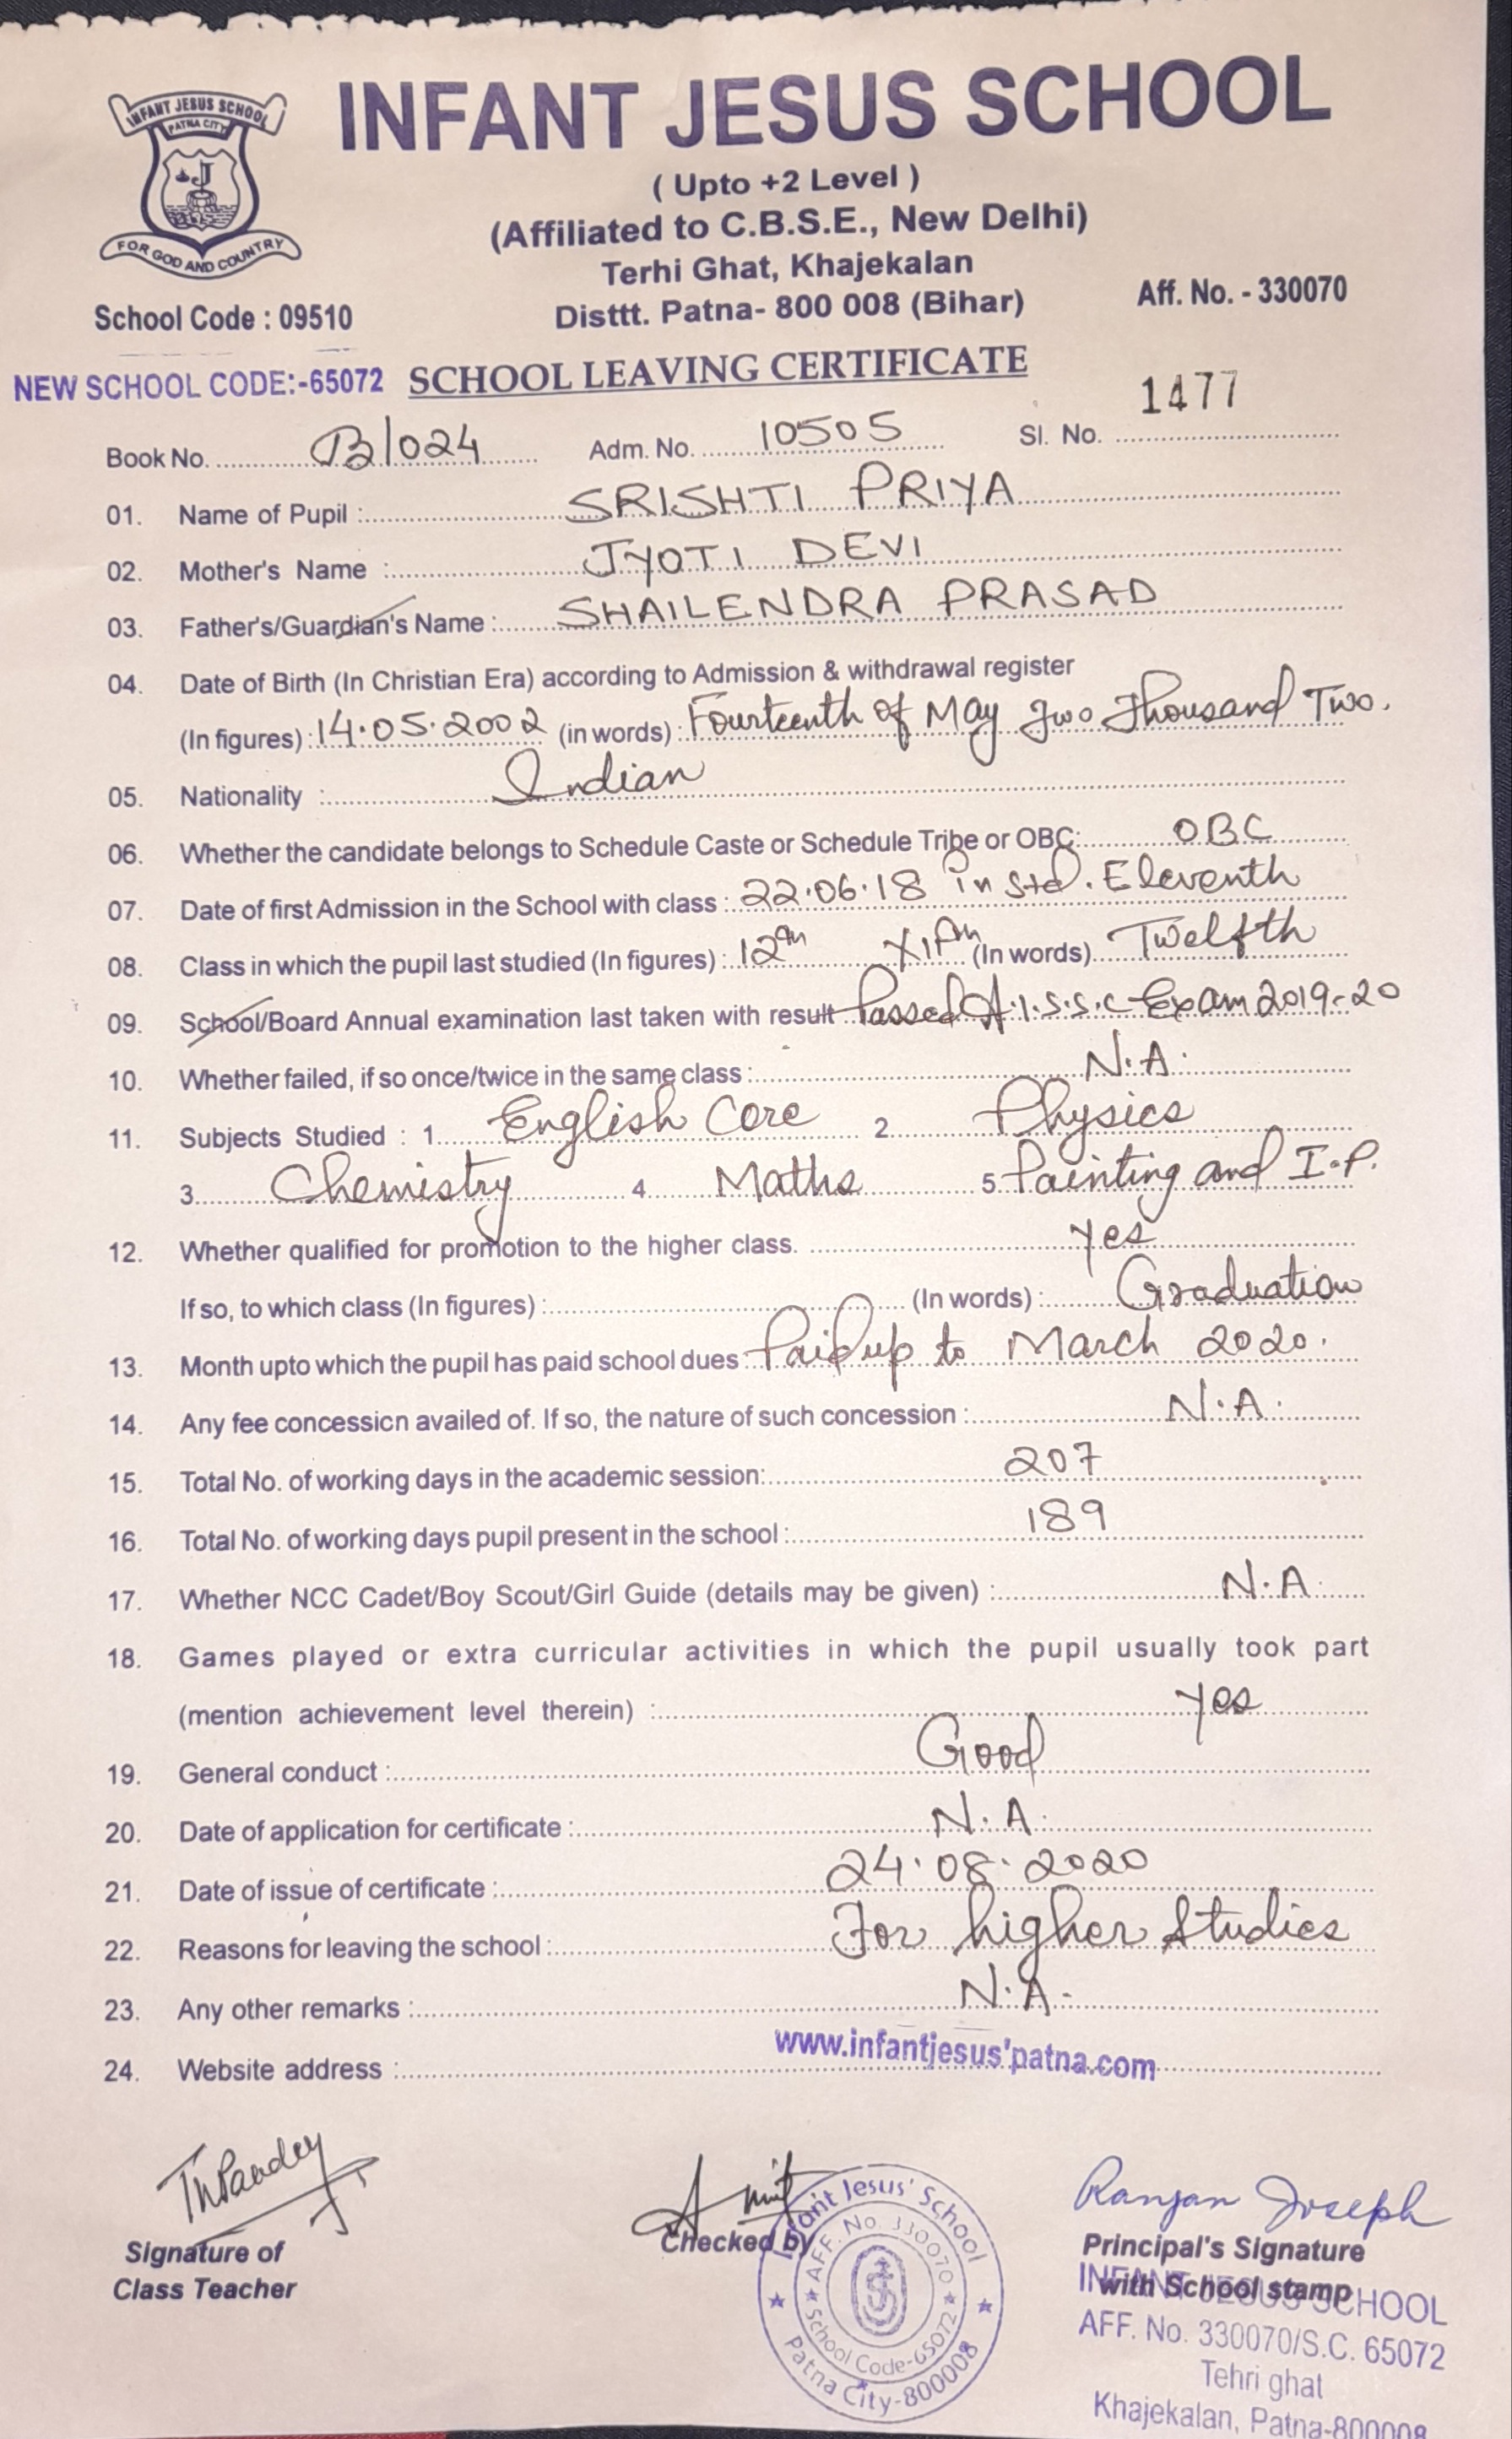 INFANT JESUS SCHOOL
PATNA CITY
J
FOR GOD AND COUNTRY
INFANT JESUS SCHOOL
( Upto +2 Level )
(Affiliated to C.B.S.E., New Delhi)
Terhi Ghat, Khajekalan
Disttt. Patna- 800 008 (Bihar)
Aff. No. - 330070
School Code : 09510
NEW SCHOOL CODE:-65072 SCHOOL LEAVING CERTIFICATE
Book No. B/024 Adm. No. 10505 Sl. No. 1477
01. Name of Pupil : SRISHTI PRIYA
02. Mother's Name : JYOTI DEVI
03. Father's/Guardian's Name : SHAILENDRA PRASAD
04. Date of Birth (In Christian Era) according to Admission & withdrawal register
(In figures) : 14.05.2002 (in words) : Fourteenth of May Two Thousand Two.
05. Nationality : Indian
06. Whether the candidate belongs to Schedule Caste or Schedule Tribe or OBC: OBC
07. Date of first Admission in the School with class : 22.06.18 in Std. Eleventh
08. Class in which the pupil last studied (In figures) : 12th XIIth (In words) Twelfth
09. School/Board Annual examination last taken with result Passed A.I.S.S.C Exam 2019-20
10. Whether failed, if so once/twice in the same class : N.A.
11. Subjects Studied : 1. English Core 2. Physics
3. Chemistry 4 Maths 5 Painting and I.P.
12. Whether qualified for promotion to the higher class. Yes
If so, to which class (In figures) : (In words) : Graduation
13. Month upto which the pupil has paid school dues : Paid up to March 2020.
14. Any fee concession availed of. If so, the nature of such concession : N.A.
15. Total No. of working days in the academic session: 207
16. Total No. of working days pupil present in the school : 189
17. Whether NCC Cadet/Boy Scout/Girl Guide (details may be given) : N.A.
18. Games played or extra curricular activities in which the pupil usually took part
(mention achievement level therein) : Yes
19. General conduct : Good
20. Date of application for certificate : N.A.
21. Date of issue of certificate : 24.08.2020
22. Reasons for leaving the school : For higher Studies
23. Any other remarks : N.A.
24. Website address : www.infantjesus'patna.com
TNPandey
Signature of
Class Teacher
Amit
Checked by
Infant Jesus' School
AFF. No. 330070
School Code-65072
Patna City-800008
Ranjan Joseph
Principal's Signature
with School stamp
INFANT JESUS SCHOOL
AFF. No. 330070/S.C. 65072
Tehri ghat
Khajekalan, Patna-800008